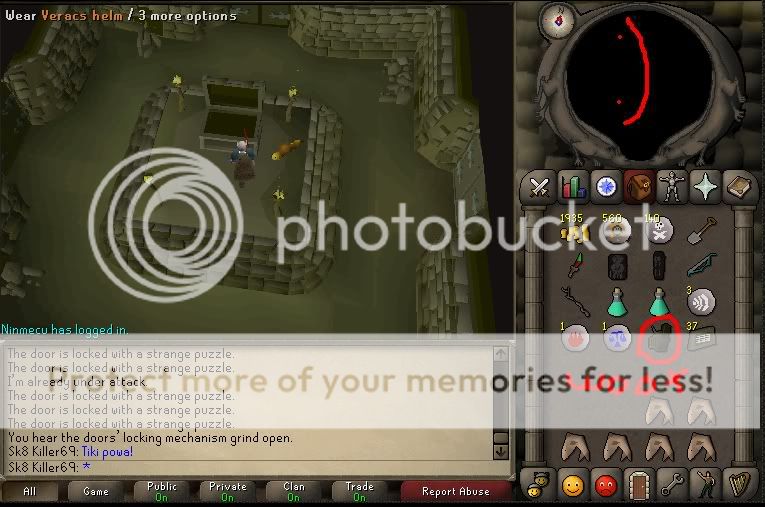 Wear Veracs helm / 3 more options
1935
560
140
3
1
1
37
photobucket
Ninmecu has logged in.
The door is locked with a strange puzzle.
The door is locked with a strange puzzle.
I'm already under attack.
The door is locked with a strange puzzle.
The door is locked with a strange puzzle.
The door is locked with a strange puzzle.
You hear the doors' locking mechanism grind open.
Sk8 Killer69: Tiki powa!
Sk8 Killer69: *
Protect more of your memories for less!
All
Game
Public
On
Private
On
Clan
On
Trade
On
Report Abuse